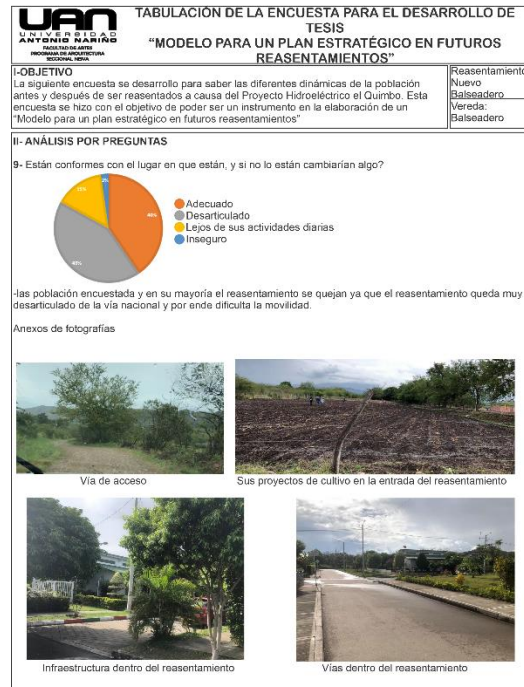 UAN
UNIVERSIDAD
ANTONIO NARIÑO
FACULTAD DE ARTES
PROGRAMA DE ARQUITECTURA
SECCIONAL NEIVA
TABULACIÓN DE LA ENCUESTA PARA EL DESARROLLO DE
TESIS
“MODELO PARA UN PLAN ESTRATÉGICO EN FUTUROS
REASENTAMIENTOS”
I-OBJETIVO
La siguiente encuesta se desarrollo para saber las diferentes dinámicas de la población
antes y después de ser reasentados a causa del Proyecto Hidroeléctrico el Quimbo. Esta
encuesta se hizo con el objetivo de poder ser un instrumento en la elaboración de un
“Modelo para un plan estratégico en futuros reasentamientos”
Reasentamiento
Nuevo
Balseadero
Vereda:
Balseadero
II- ANÁLISIS POR PREGUNTAS
9- Están conformes con el lugar en que están, y si no lo están cambiarían algo?
Adecuado
Desarticulado
Lejos de sus actividades diarias
Inseguro
-las población encuestada y en su mayoría el reasentamiento se quejan ya que el reasentamiento queda muy
desarticulado de la vía nacional y por ende dificulta la movilidad.
Anexos de fotografías
Vía de acceso
Sus proyectos de cultivo en la entrada del reasentamiento
Infraestructura dentro del reasentamiento
Vías dentro del reasentamiento